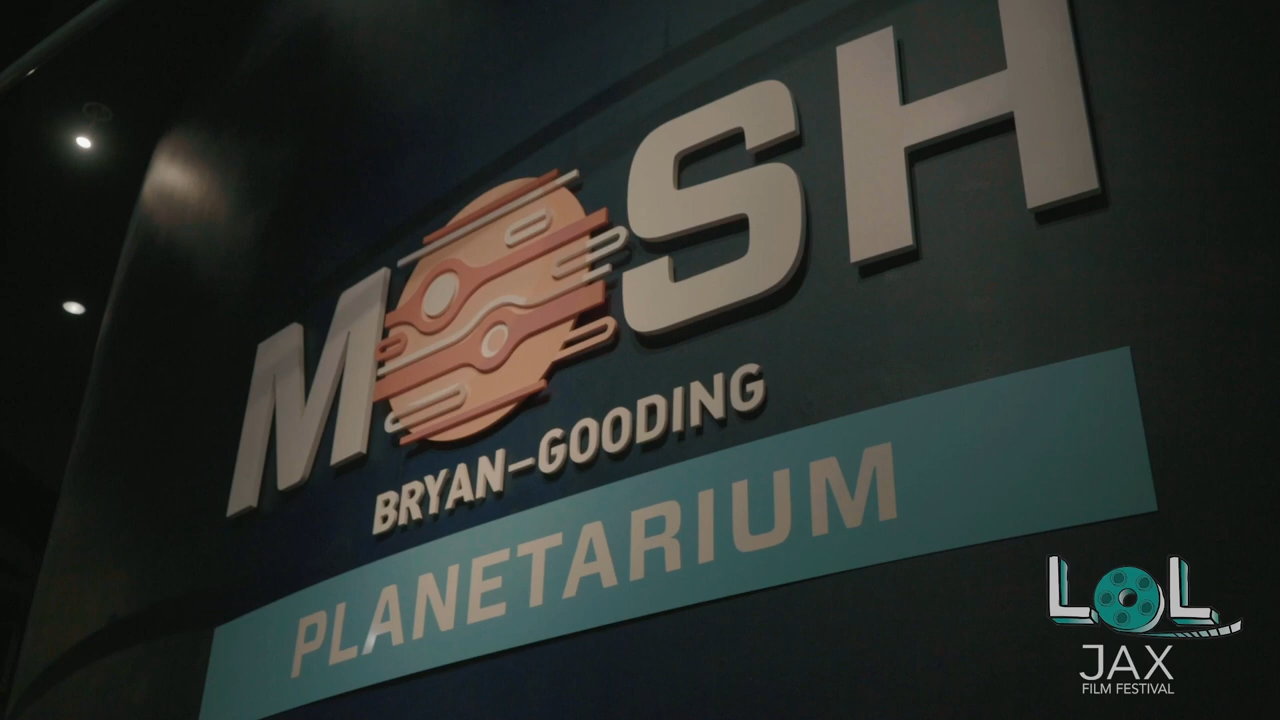 MOSH
BRYAN-GOODING
PLANETARIUM
LOL
JAX
FILM FESTIVAL